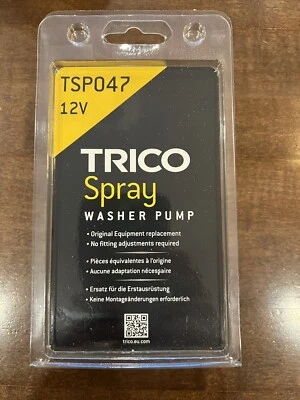 TSP047
12V
TRICO
Spray
WASHER PUMP
• Original Equipment replacement
• No fitting adjustments required
• Pièces équivalentes à l'origine
• Aucune adaptation nécessaire
• Ersatz für die Erstausrüstung
• Keine Montageänderungen erforderlich
trico.eu.com